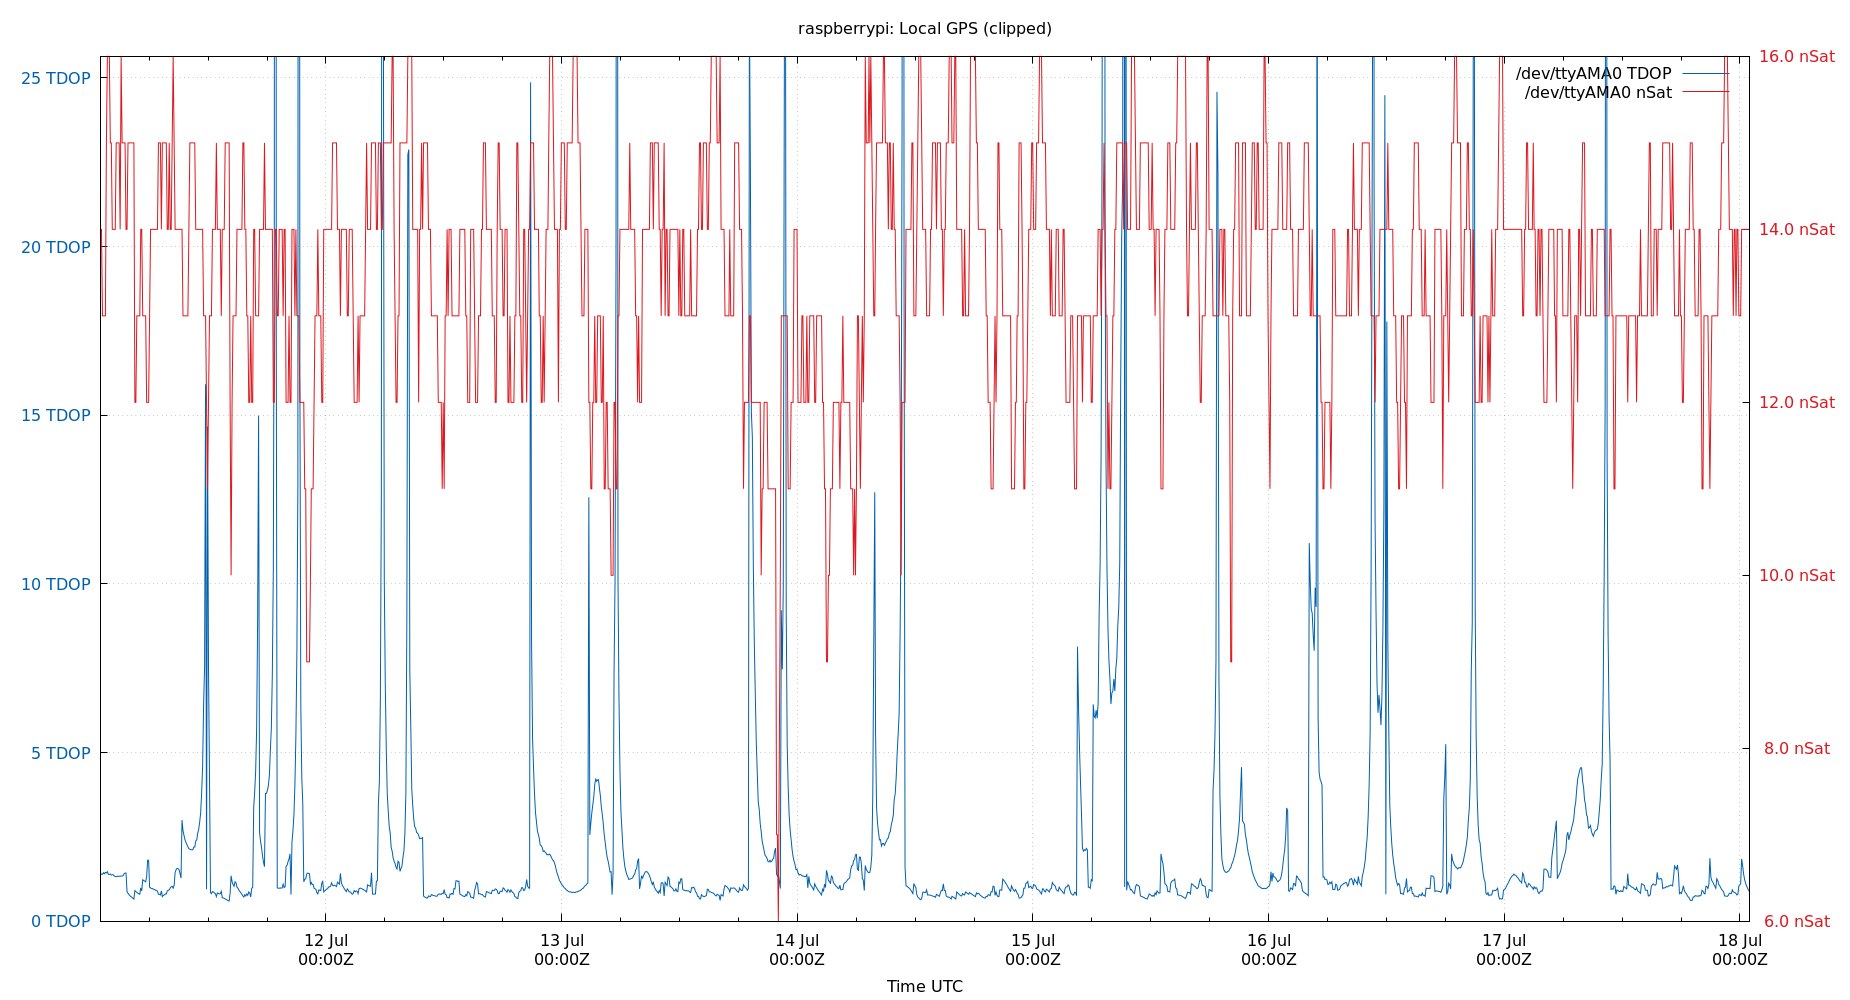 raspberrypi: Local GPS (clipped)
/dev/ttyAMA0 TDOP
/dev/ttyAMA0 nSat
25 TDOP
20 TDOP
15 TDOP
10 TDOP
5 TDOP
0 TDOP
16.0 nSat
14.0 nSat
12.0 nSat
10.0 nSat
8.0 nSat
6.0 nSat
12 Jul
00:00Z
13 Jul
00:00Z
14 Jul
00:00Z
15 Jul
00:00Z
16 Jul
00:00Z
17 Jul
00:00Z
18 Jul
00:00Z
Time UTC